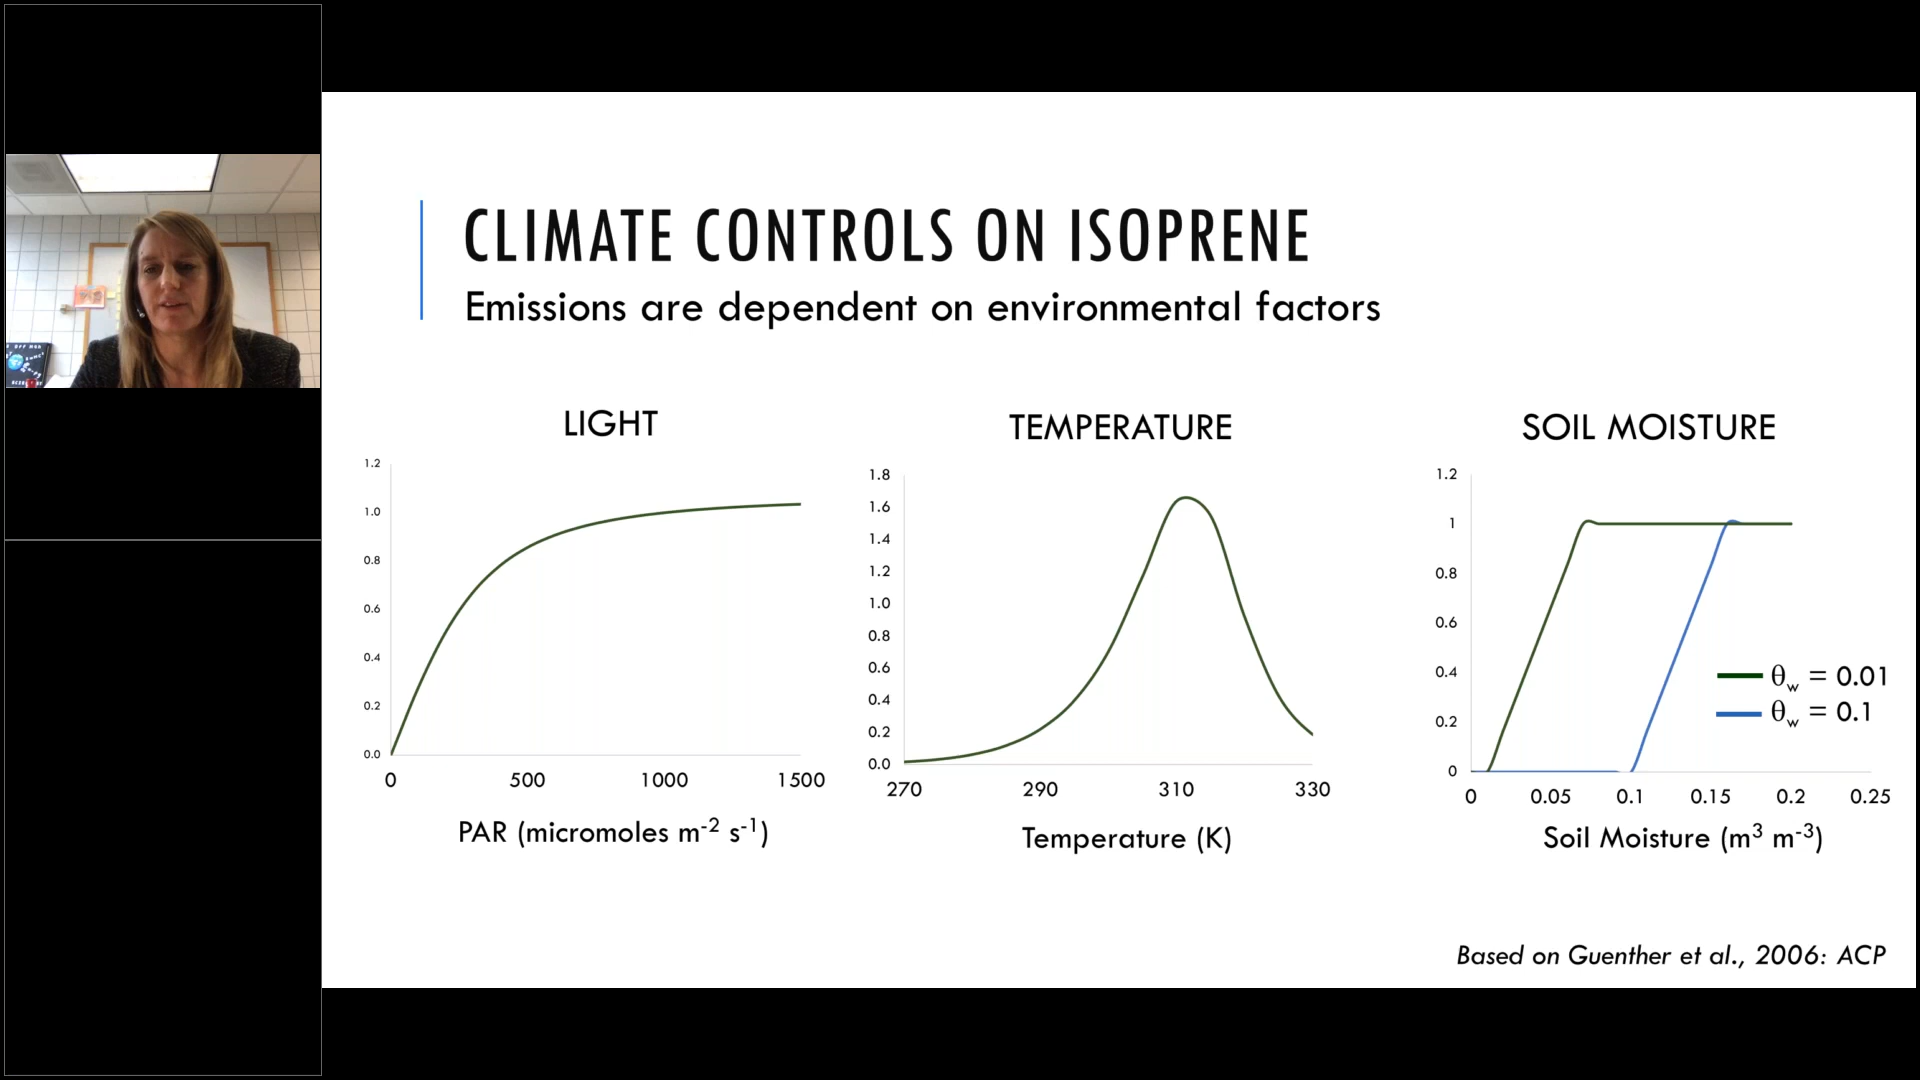 CLIMATE CONTROLS ON ISOPRENE
Emissions are dependent on environmental factors
LIGHT
1.2
1.0
0.8
0.6
0.4
0.2
0.0
0 500 1000 1500
PAR (micromoles m⁻² s⁻¹)
TEMPERATURE
1.8
1.6
1.4
1.2
1.0
0.8
0.6
0.4
0.2
0.0
270 290 310 330
Temperature (K)
SOIL MOISTURE
1.2
1
0.8
0.6
0.4
0.2
0
0 0.05 0.1 0.15 0.2 0.25
θw = 0.01
θw = 0.1
Soil Moisture (m³ m⁻³)
Based on Guenther et al., 2006: ACP